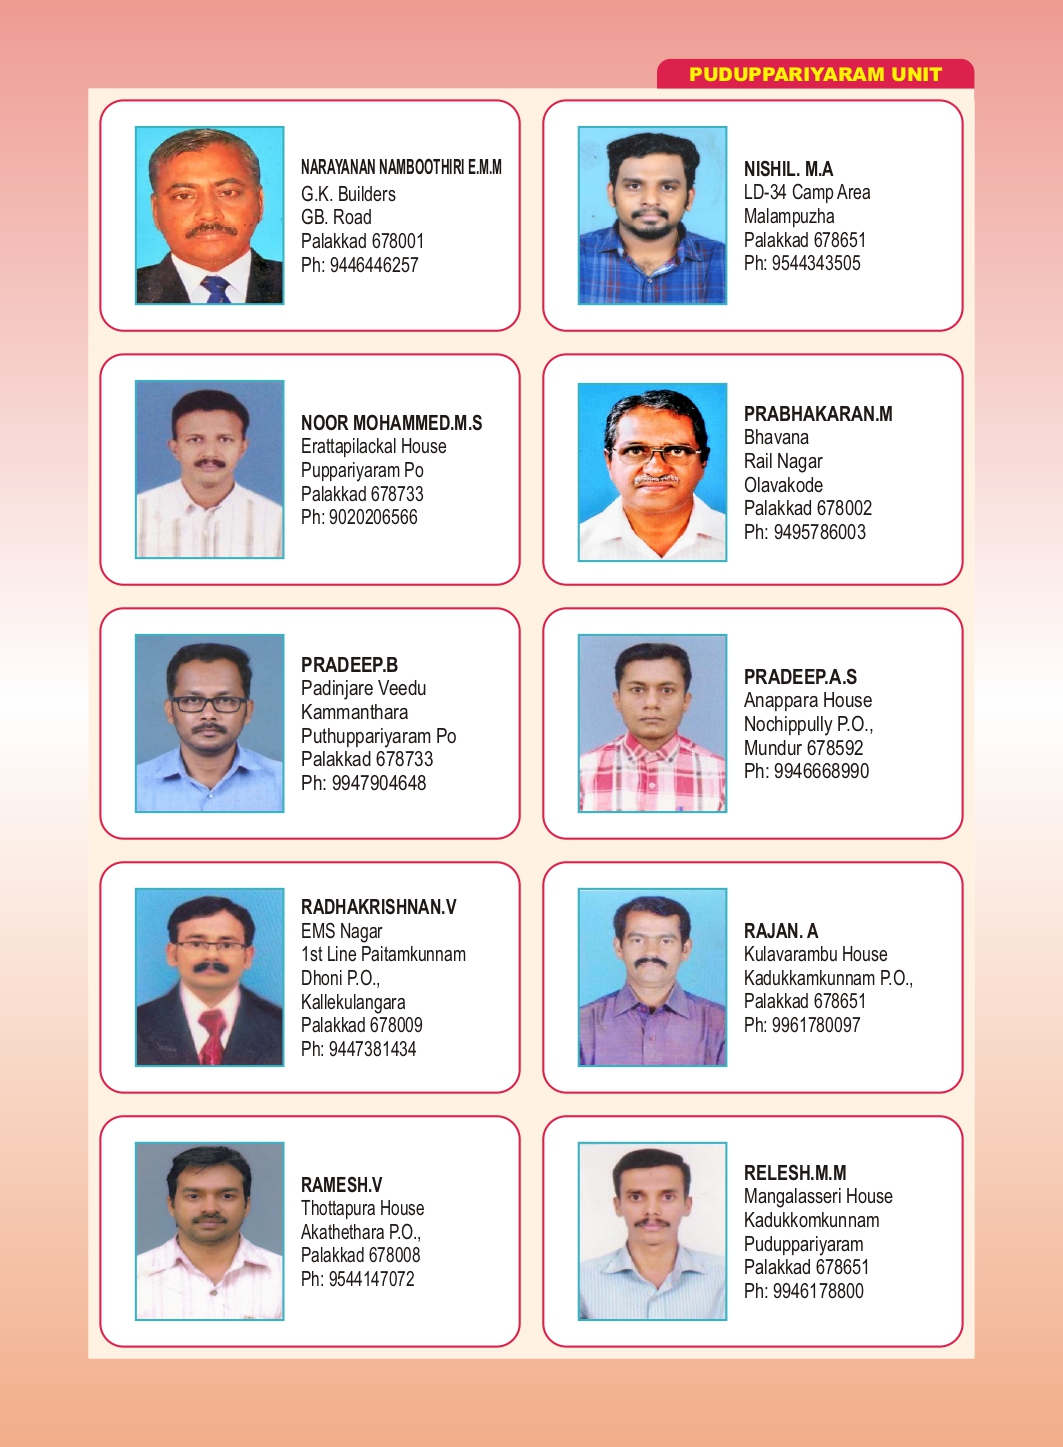 PUDUPPARIYARAM UNIT
NARAYANAN NAMBOOTHIRI E.M.M
G.K. Builders
GB. Road
Palakkad 678001
Ph: 9446446257
NISHIL. M.A
LD-34 Camp Area
Malampuzha
Palakkad 678651
Ph: 9544343505
NOOR MOHAMMED.M.S
Erattapilackal House
Puppariyaram Po
Palakkad 678733
Ph: 9020206566
PRABHAKARAN.M
Bhavana
Rail Nagar
Olavakode
Palakkad 678002
Ph: 9495786003
PRADEEP.B
Padinjare Veedu
Kammanthara
Puthuppariyaram Po
Palakkad 678733
Ph: 9947904648
PRADEEP.A.S
Anappara House
Nochippully P.O.,
Mundur 678592
Ph: 9946668990
RADHAKRISHNAN.V
EMS Nagar
1st Line Paitamkunnam
Dhoni P.O.,
Kallekulangara
Palakkad 678009
Ph: 9447381434
RAJAN. A
Kulavarambu House
Kadukkamkunnam P.O.,
Palakkad 678651
Ph: 9961780097
RAMESH.V
Thottapura House
Akathethara P.O.,
Palakkad 678008
Ph: 9544147072
RELESH.M.M
Mangalasseri House
Kadukkomkunnam
Puduppariyaram
Palakkad 678651
Ph: 9946178800